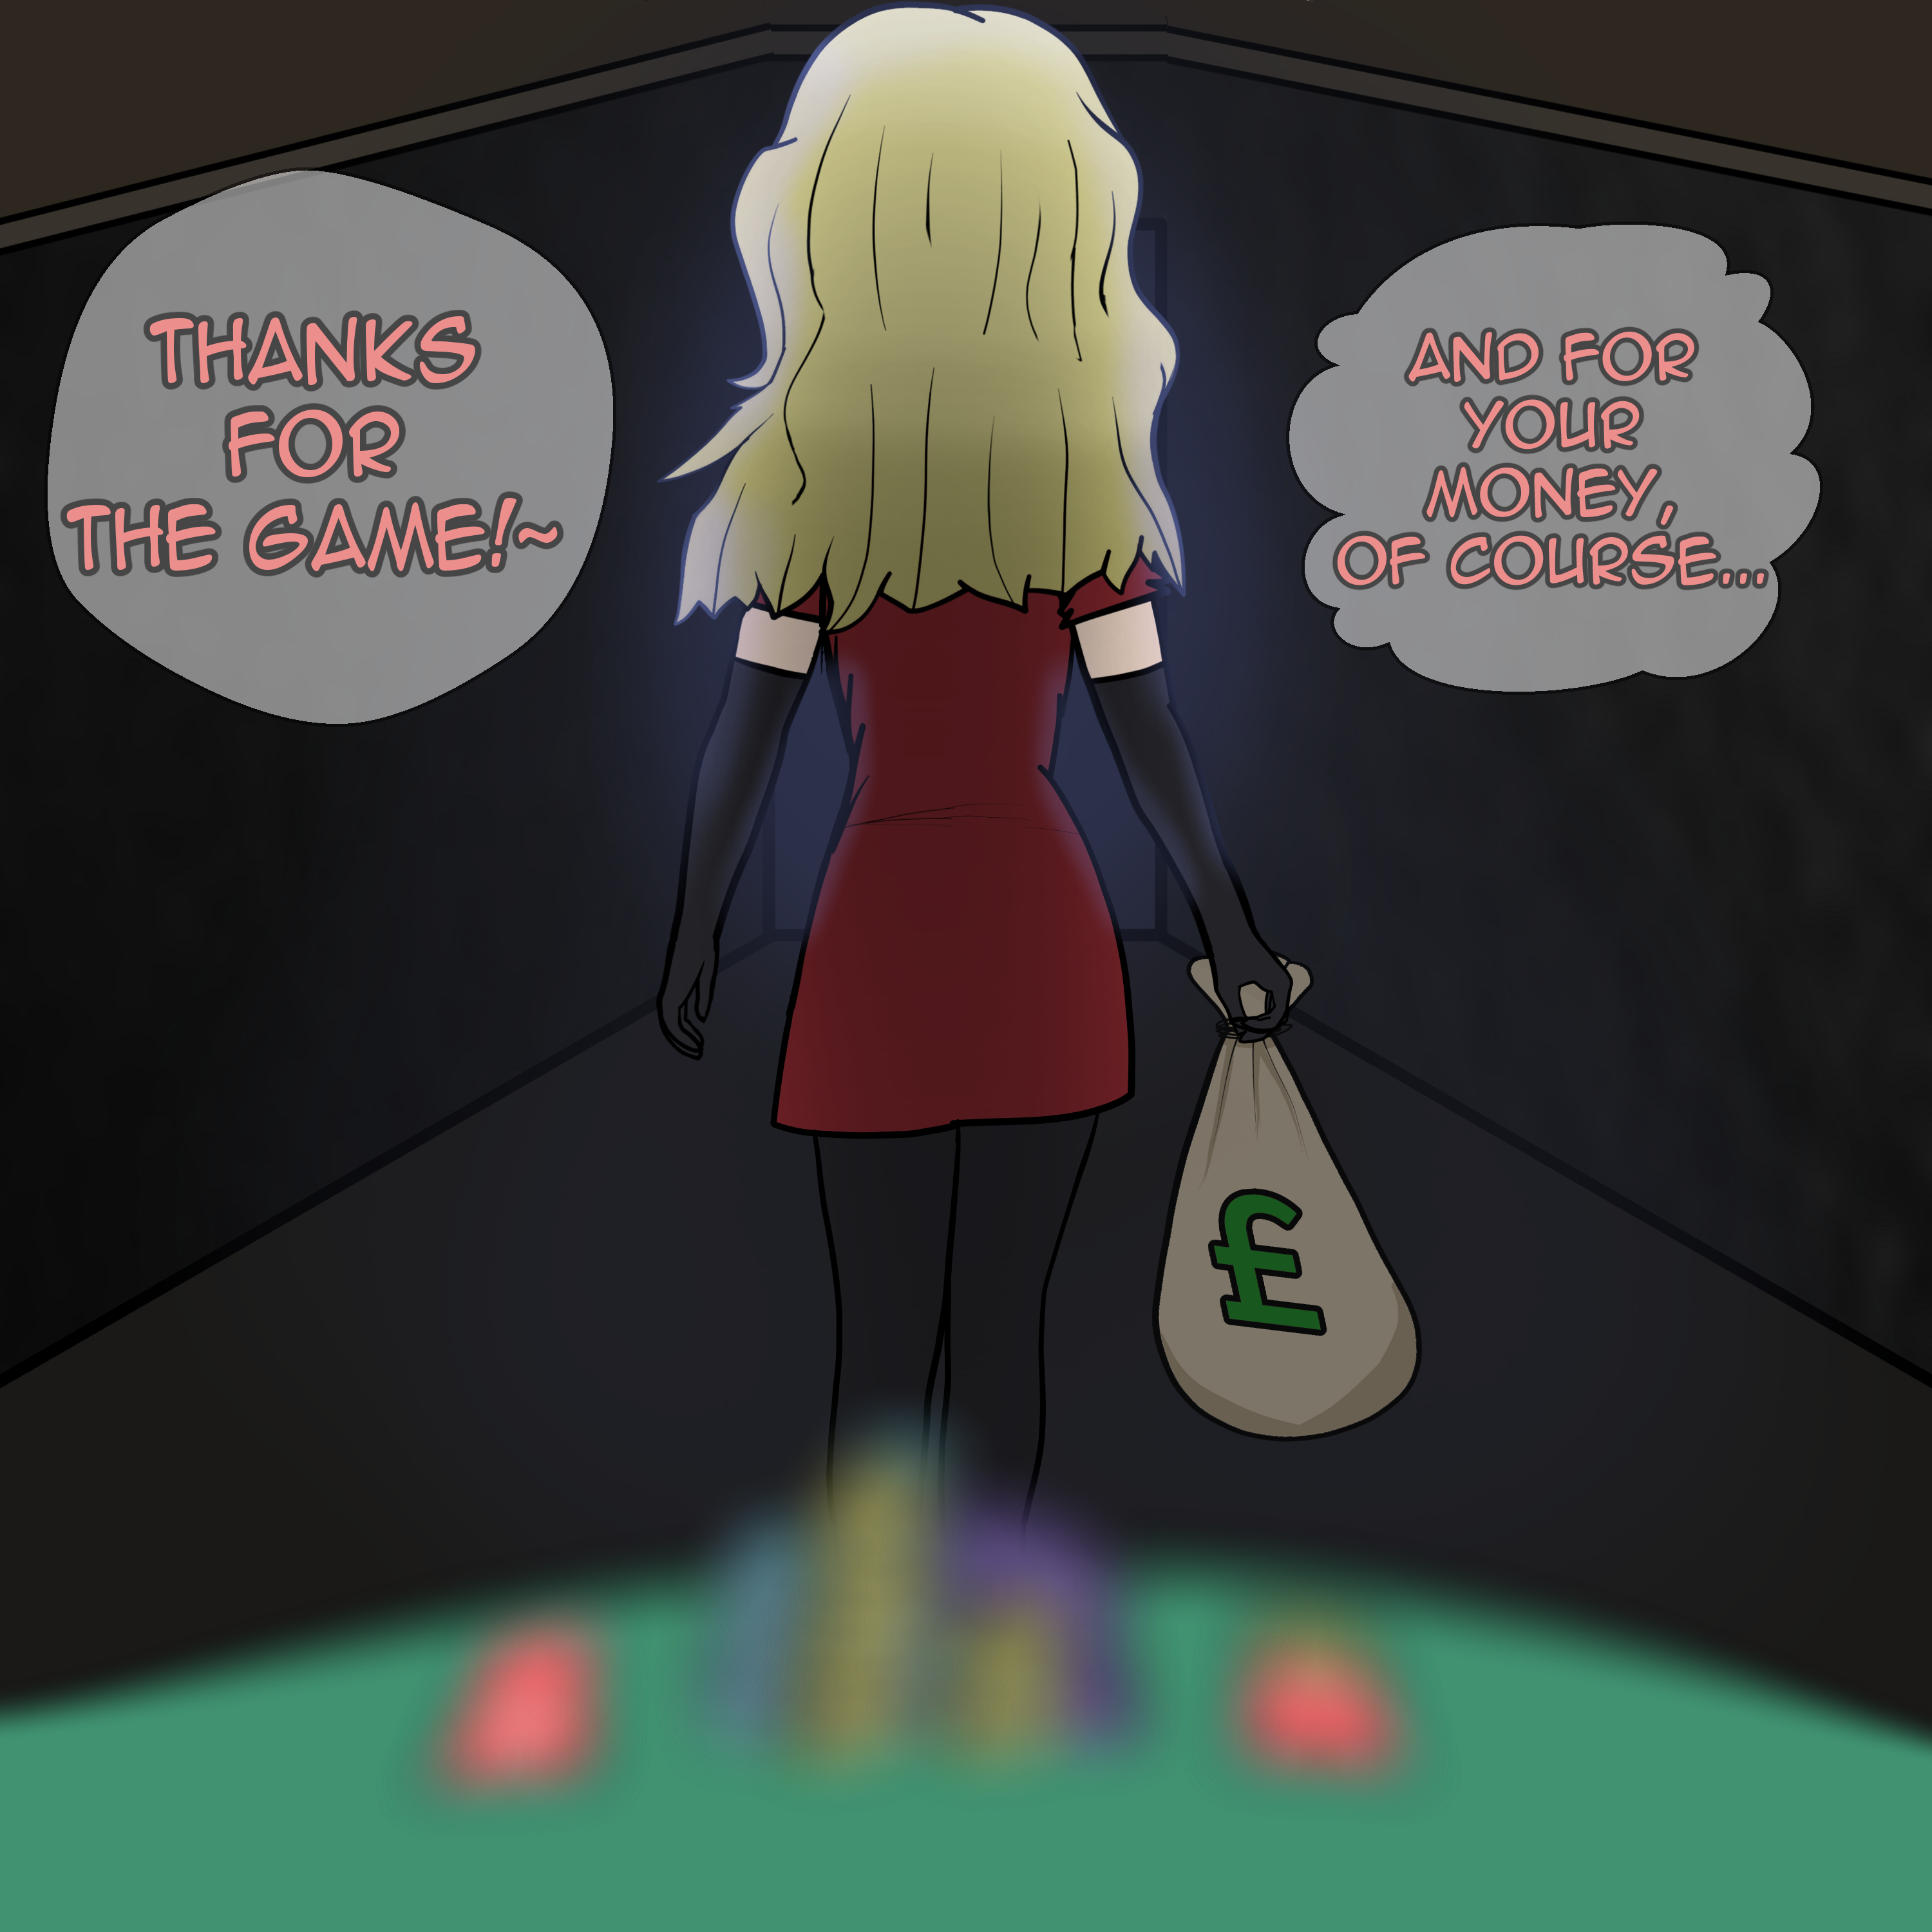 THANKS
FOR
THE GAME!~
AND FOR
YOUR
MONEY,
OF COURSE...
£